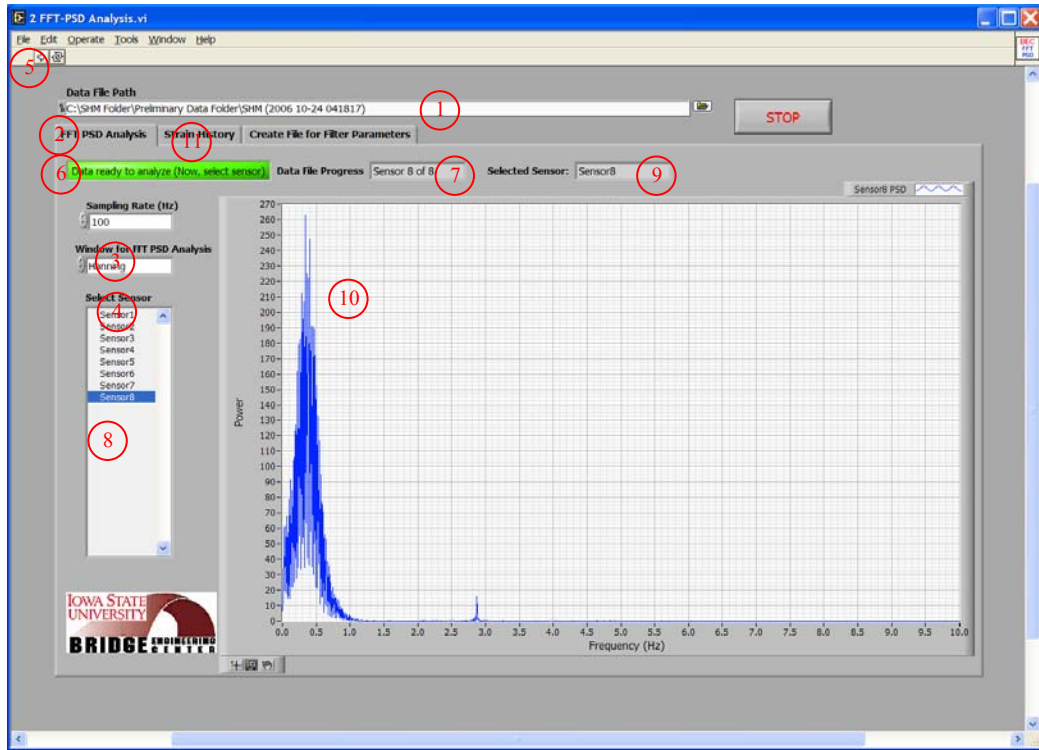 2 FFT-PSD Analysis.vi
File Edit Operate Tools Window Help
BEC
FFT
PSD
5
Data File Path
C:\SHM Folder\Prelminary Data Folder\SHM (2006 10-24 041817)
1
STOP
2
FFT PSD Analysis Strain History Create File for Filter Parameters
11
6
Data ready to analyze (Now, select sensor) Data File Progress Sensor 8 of 8 Selected Sensor: Sensor8
7
9
Sensor8 PSD
Sampling Rate (Hz)
100
Window for FFT PSD Analysis
Hanning
3
Select Sensor
4
Sensor1
Sensor2
Sensor3
Sensor4
Sensor5
Sensor6
Sensor7
Sensor8
8
10
Power
270
260
250
240
230
220
210
200
190
180
170
160
150
140
130
120
110
100
90
80
70
60
50
40
30
20
10
0
0.0 0.5 1.0 1.5 2.0 2.5 3.0 3.5 4.0 4.5 5.0 5.5 6.0 6.5 7.0 7.5 8.0 8.5 9.0 9.5 10.0
Frequency (Hz)
IOWA STATE
UNIVERSITY
BRIDGE ENGINEERING
CENTER